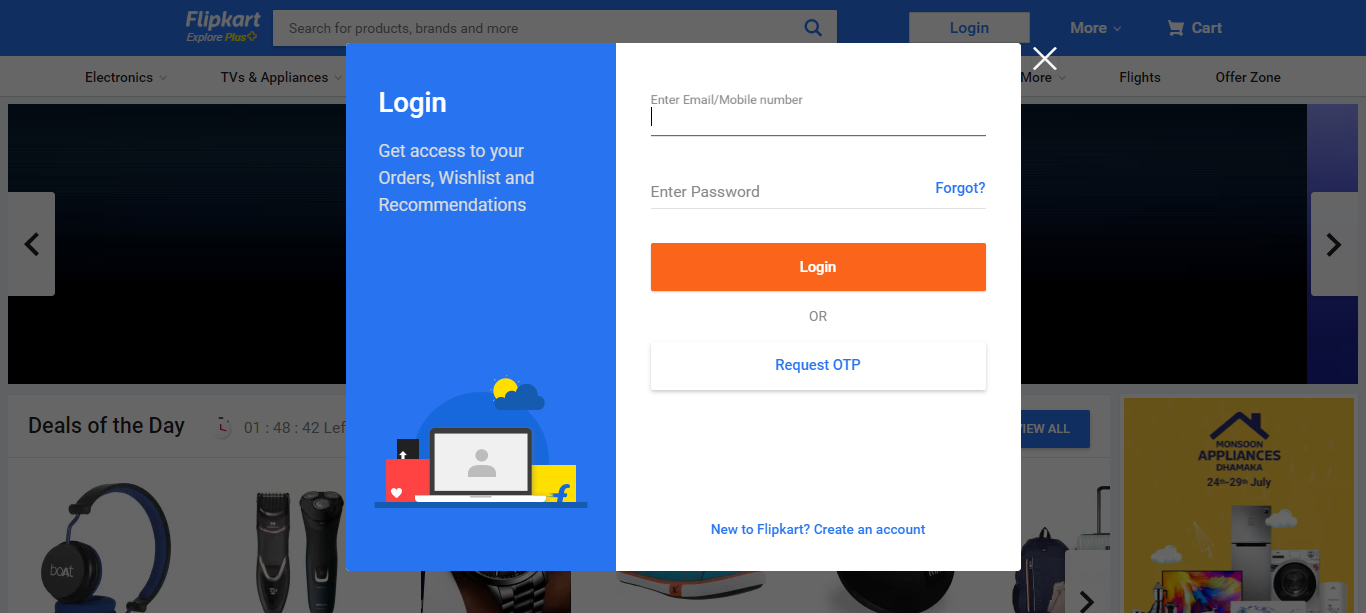 Flipkart
Explore Plus
Search for products, brands and more
Login
More
Cart
Electronics
TVs & Appliances
More
Flights
Offer Zone
Login
Get access to your
Orders, Wishlist and
Recommendations
Enter Email/Mobile number
Enter Password
Forgot?
Login
OR
Request OTP
New to Flipkart? Create an account
Deals of the Day
01 : 48 : 42 Lef
VIEW ALL
MONSOON
APPLIANCES
DHAMAKA
24th-29th July
boAt